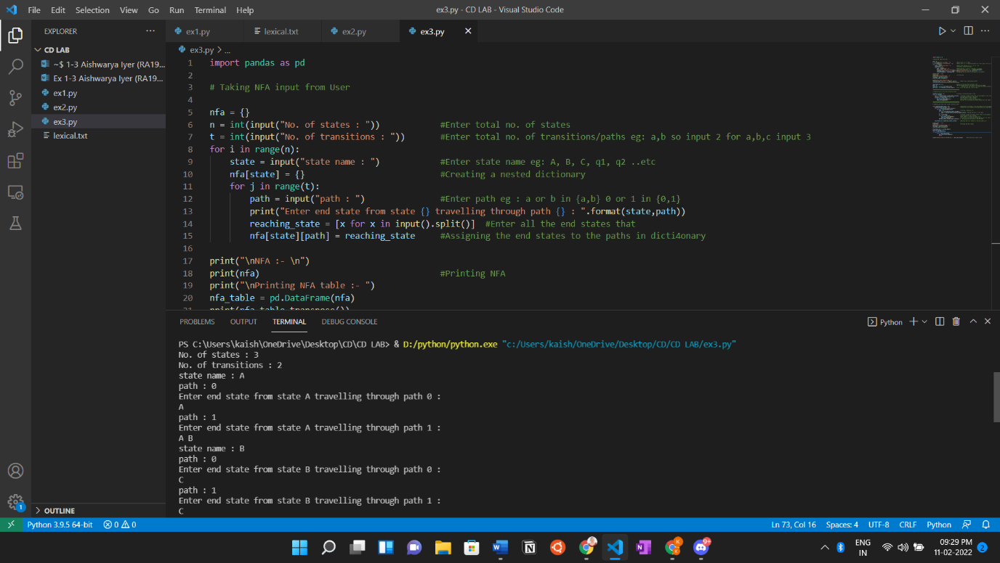 File Edit Selection View Go Run Terminal Help
ex3.py - CD LAB - Visual Studio Code
EXPLORER
CD LAB
~$ 1-3 Aishwarya Iyer (RA19...
Ex 1-3 Aishwarya Iyer (RA19...
ex1.py
ex2.py
ex3.py
lexical.txt
OUTLINE
ex1.py lexical.txt ex2.py ex3.py
ex3.py > ...
1 import pandas as pd
2
3 # Taking NFA input from User
4
5 nfa = {}
6 n = int(input("No. of states : ")) #Enter total no. of states
7 t = int(input("No. of transitions : ")) #Enter total no. of transitions/paths eg: a,b so input 2 for a,b,c input 3
8 for i in range(n):
9 state = input("state name : ") #Enter state name eg: A, B, C, q1, q2 ..etc
10 nfa[state] = {} #Creating a nested dictionary
11 for j in range(t):
12 path = input("path : ") #Enter path eg : a or b in {a,b} 0 or 1 in {0,1}
13 print("Enter end state from state {} travelling through path {} : ".format(state,path))
14 reaching_state = [x for x in input().split()] #Enter all the end states that
15 nfa[state][path] = reaching_state #Assigning the end states to the paths in dicti4onary
16
17 print("\nNFA :- \n")
18 print(nfa) #Printing NFA
19 print("\nPrinting NFA table :- ")
20 nfa_table = pd.DataFrame(nfa)
21 print(nfa_table.transpose())
PROBLEMS OUTPUT TERMINAL DEBUG CONSOLE
Python
PS C:\Users\kaish\OneDrive\Desktop\CD\CD LAB> & D:/python/python.exe "c:/Users/kaish/OneDrive/Desktop/CD/CD LAB/ex3.py"
No. of states : 3
No. of transitions : 2
state name : A
path : 0
Enter end state from state A travelling through path 0 :
A
path : 1
Enter end state from state A travelling through path 1 :
A B
state name : B
path : 0
Enter end state from state B travelling through path 0 :
C
path : 1
Enter end state from state B travelling through path 1 :
C
1
Python 3.9.5 64-bit 0 0
Ln 73, Col 16 Spaces: 4 UTF-8 CRLF Python
ENG
IN
09:29 PM
11-02-2022
2
9+